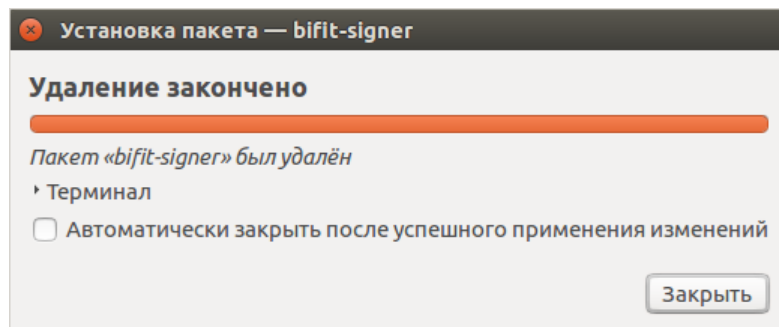 Установка пакета — bifit-signer
Удаление закончено
Пакет «bifit-signer» был удалён
Терминал
Автоматически закрыть после успешного применения изменений
Закрыть